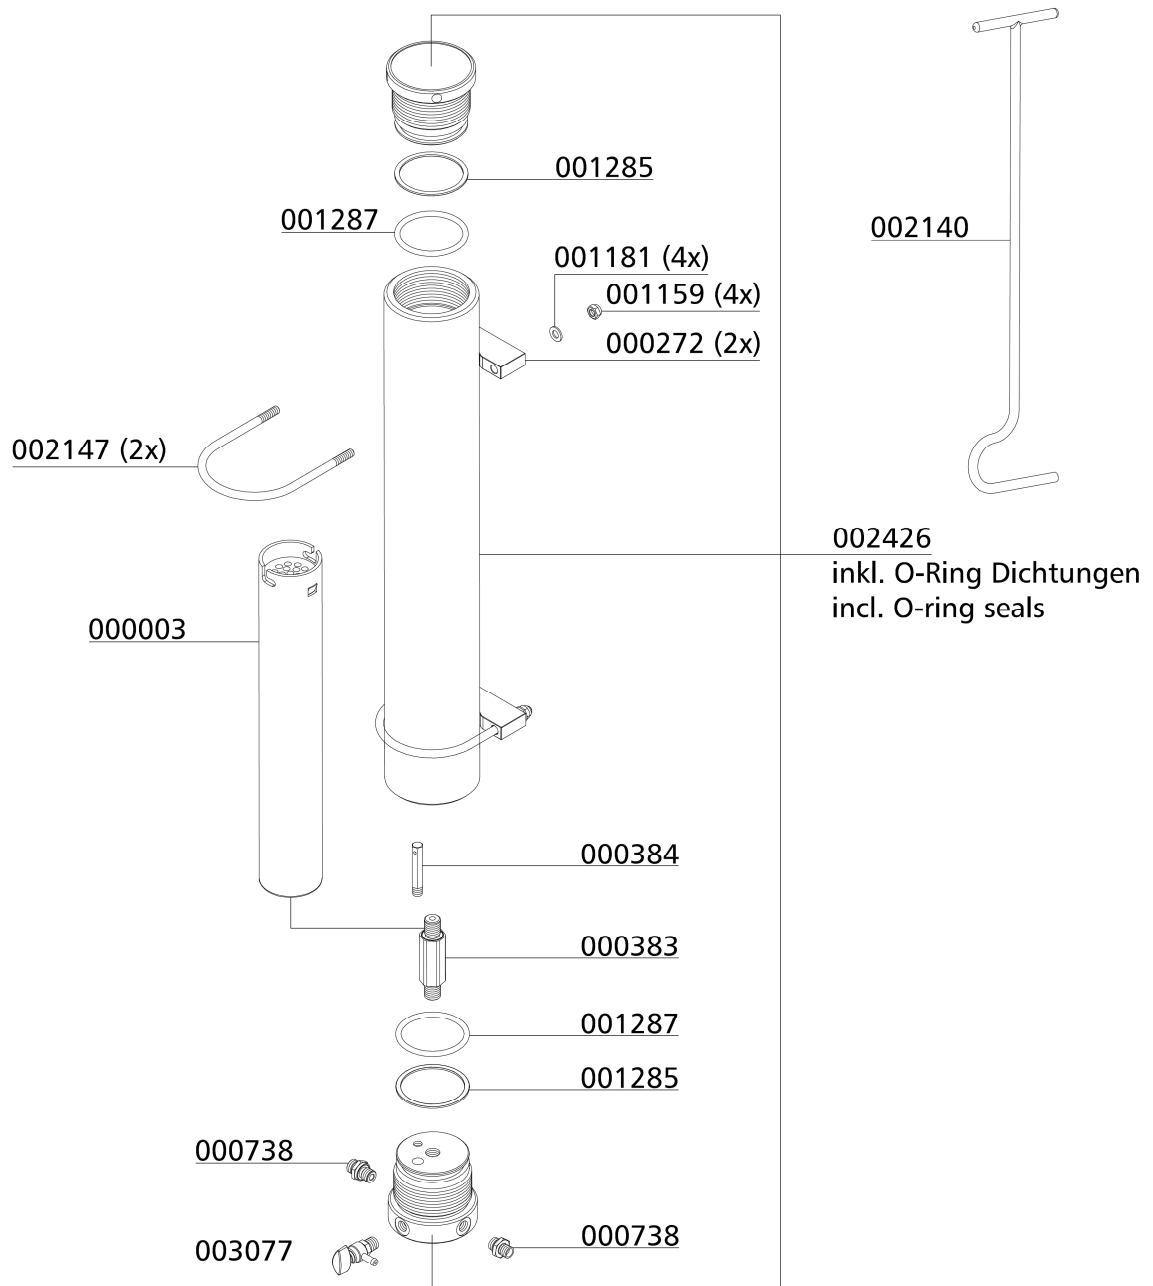 001285
001287
002140
001181 (4x)
001159 (4x)
000272 (2x)
002147 (2x)
002426
inkl. O-Ring Dichtungen
incl. O-ring seals
000003
000384
000383
001287
001285
000738
000738
003077